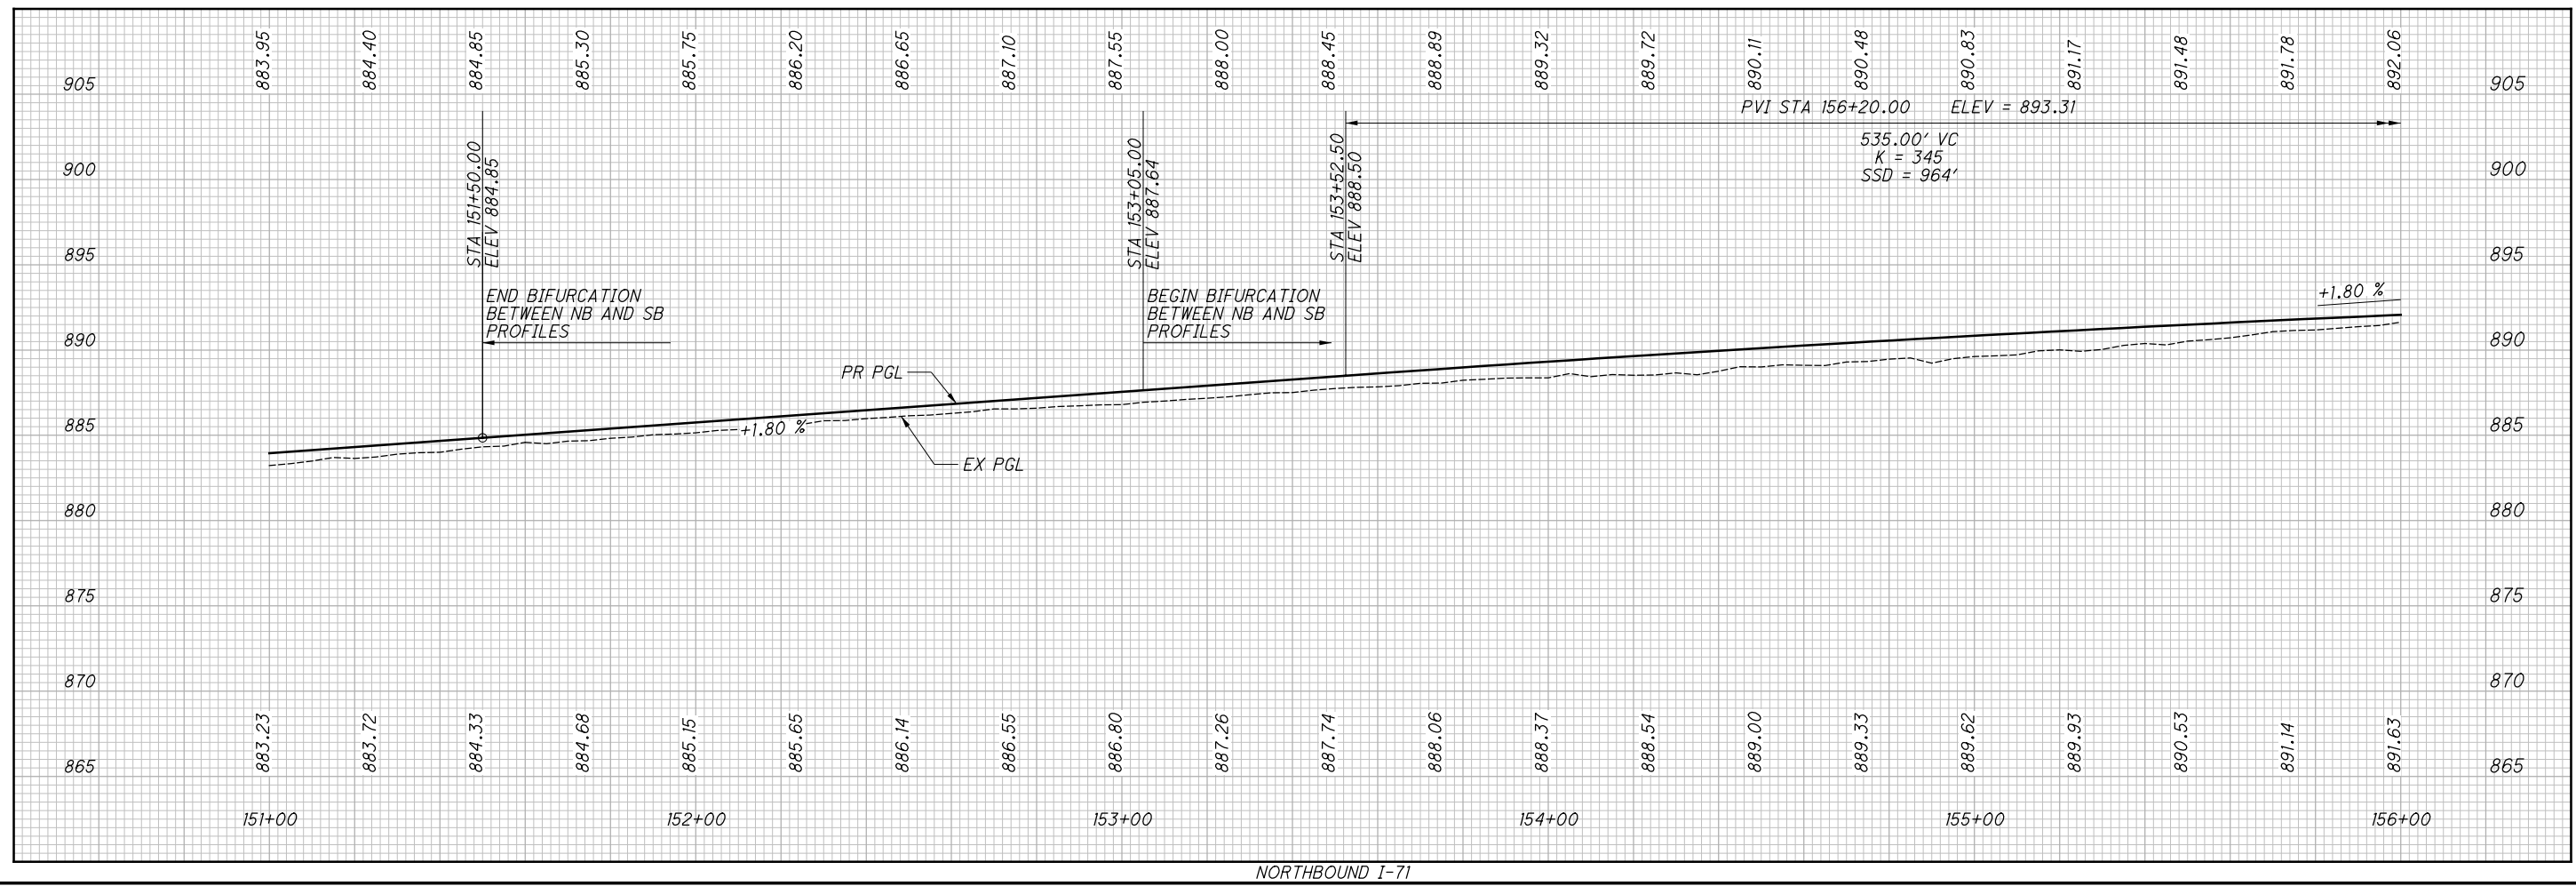 883.95 884.40 884.85 885.30 885.75 886.20 886.65 887.10 887.55 888.00 888.45 888.89 889.32 889.72 890.11 890.48 890.83 891.17 891.48 891.78 892.06
905 905
PVI STA 156+20.00 ELEV = 893.31
535.00' VC
K = 345
SSD = 964'
900 900
STA 151+50.00
ELEV 884.85
STA 153+05.00
ELEV 887.64
STA 153+52.50
ELEV 888.50
895 895
END BIFURCATION
BETWEEN NB AND SB
PROFILES
BEGIN BIFURCATION
BETWEEN NB AND SB
PROFILES
+1.80 %
890 890
PR PGL
885 885
+1.80 %
EX PGL
880 880
875 875
870 870
883.23 883.72 884.33 884.68 885.15 885.65 886.14 886.55 886.80 887.26 887.74 888.06 888.37 888.54 889.00 889.33 889.62 889.93 890.53 891.14 891.63
865 865
151+00 152+00 153+00 154+00 155+00 156+00
NORTHBOUND I-71